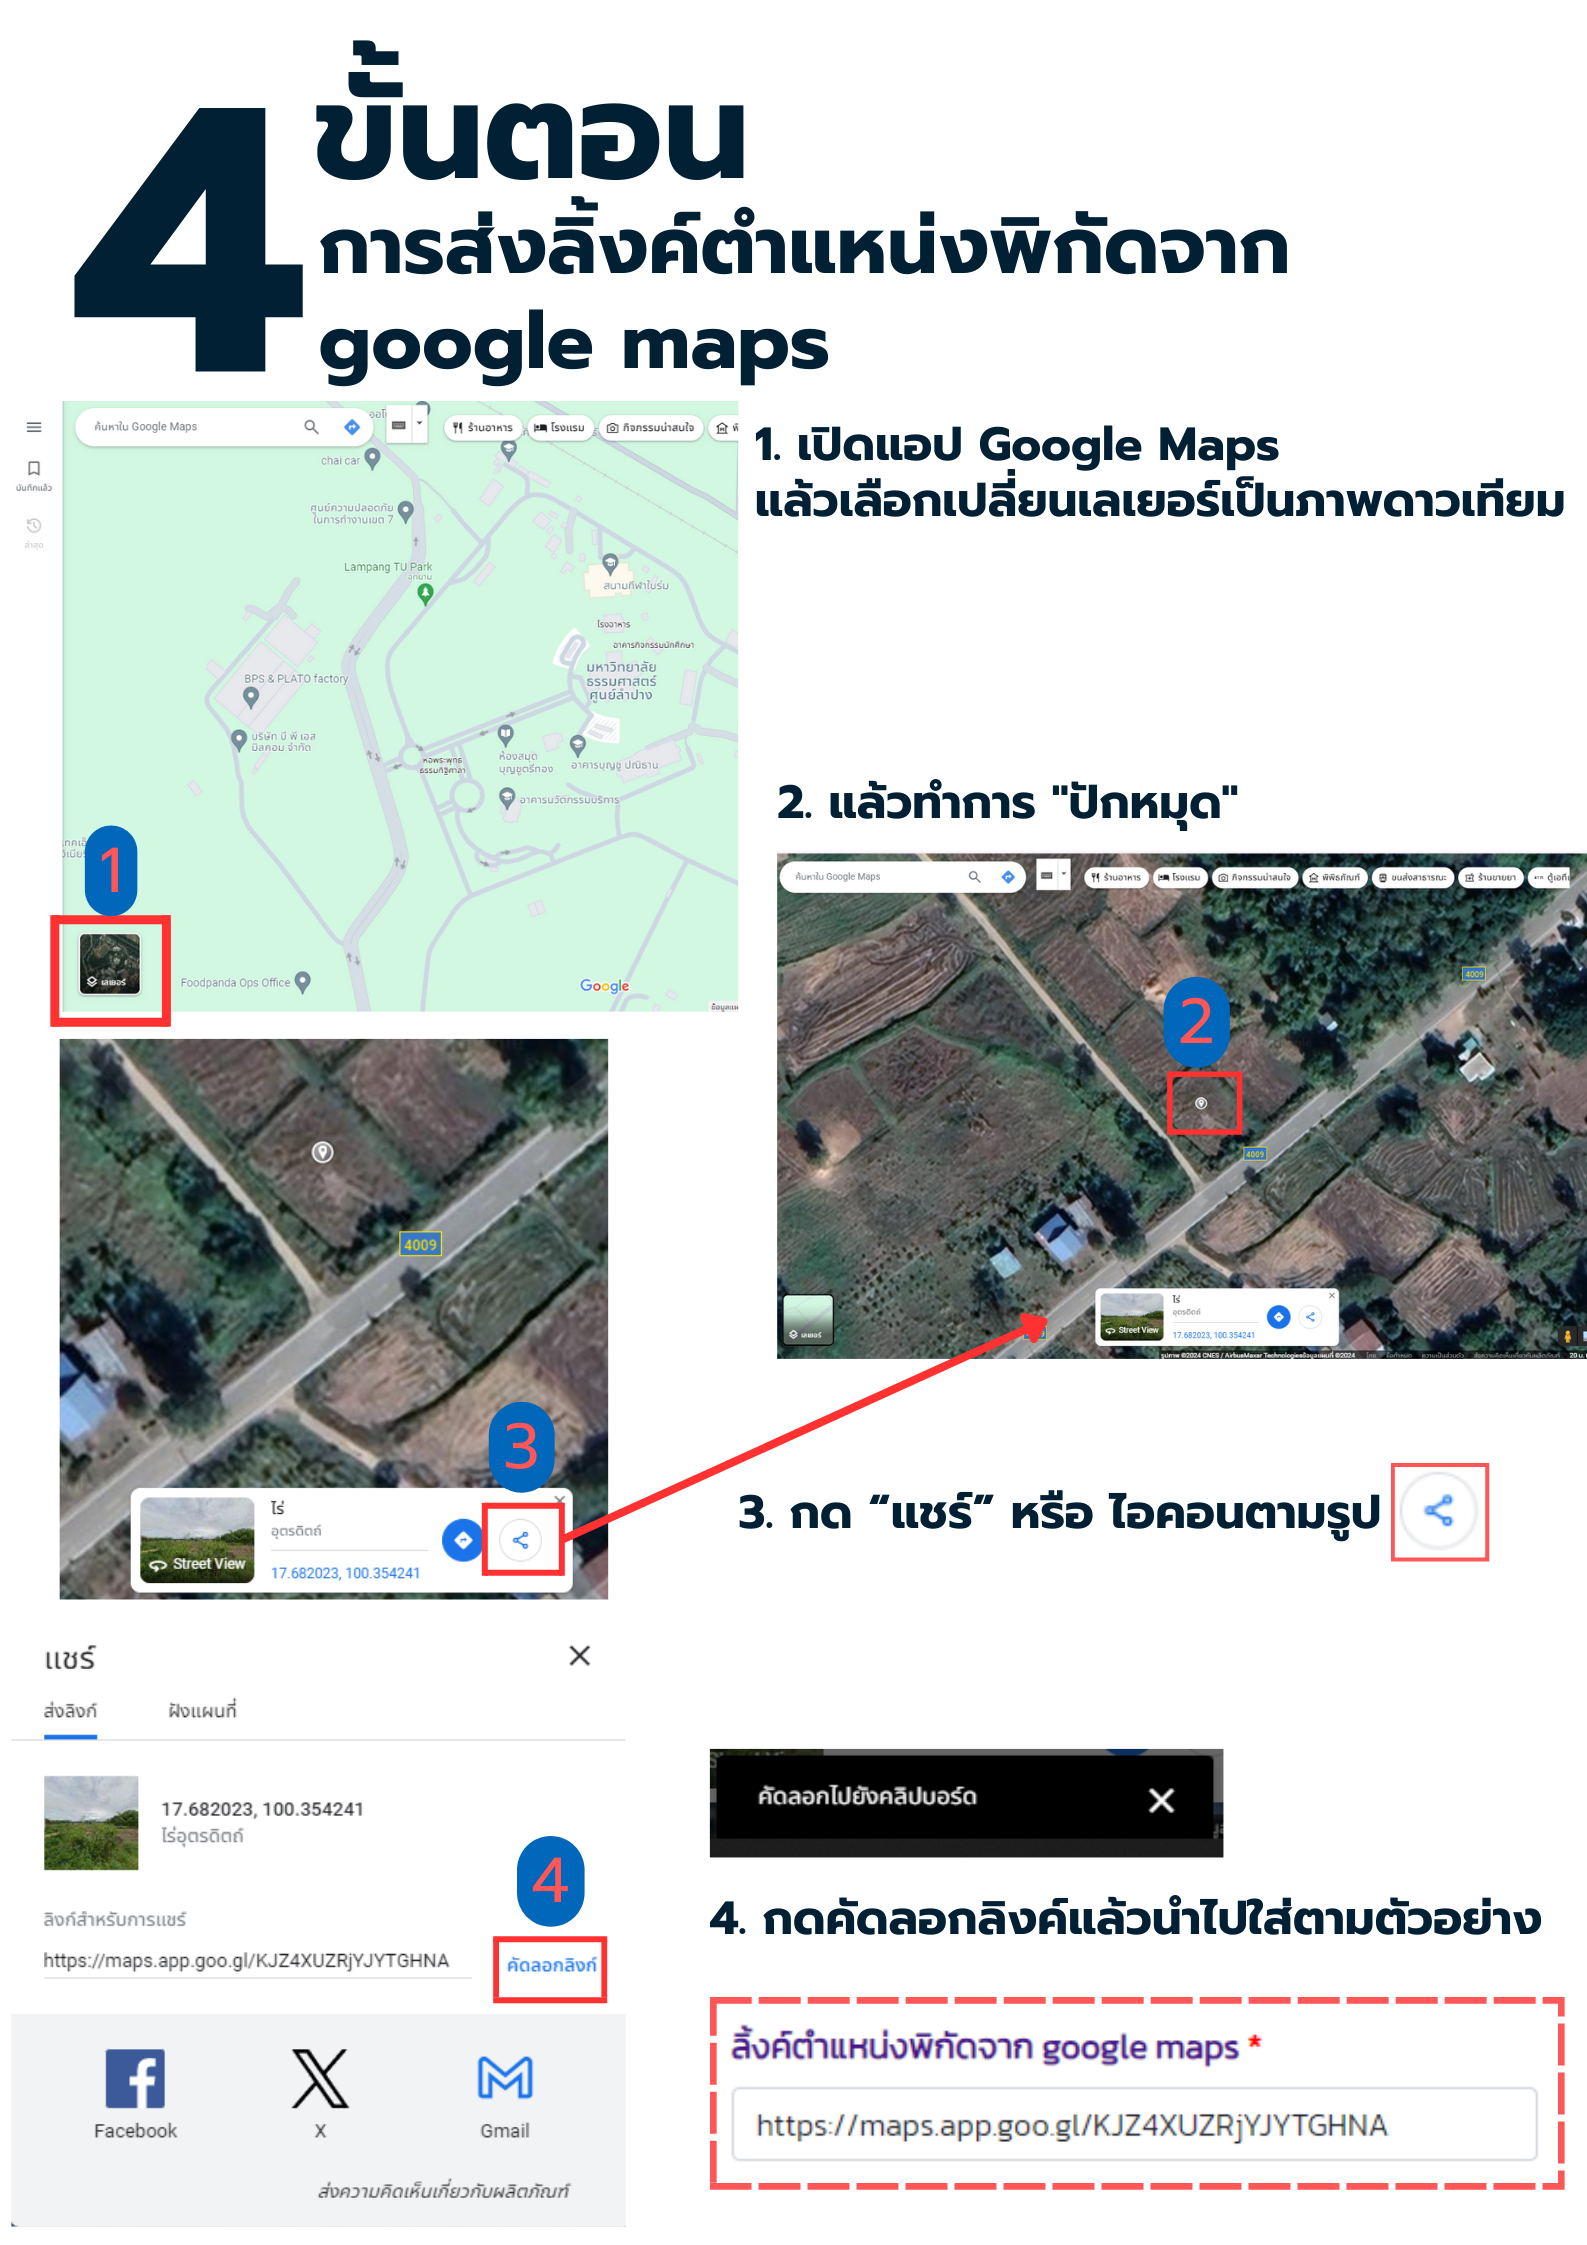 4
ขั้นตอน
การส่งลิ้งค์ตำแหน่งพิกัดจาก
google maps
ค้นหาใน Google Maps
ร้านอาหาร
โรงแรม
กิจกรรมน่าสนใจ
บันทึกแล้ว
ล่าสุด
chai car
ศูนย์ความปลอดภัย
ในการทำงานเขต 7
Lampang TU Park
สนามกีฬาในร่ม
โรงอาหาร
อาคารกิจกรรมนักศึกษา
มหาวิทยาลัย
ธรรมศาสตร์
ศูนย์ลำปาง
BPS & PLATO factory
บริษัท บี พี เอส
มิลคอม จำกัด
หอพระพุทธ
ธรรมทิฐิศาลา
ห้องสมุด
บุญชูตรีทอง
อาคารบุญชู ปณิธาน
อาคารนวัตกรรมบริการ
1
เลเยอร์
Foodpanda Ops Office
Google
1. เปิดแอป Google Maps
แล้วเลือกเปลี่ยนเลเยอร์เป็นภาพดาวเทียม
2. แล้วทำการ "ปักหมุด"
ค้นหาใน Google Maps
ร้านอาหาร
โรงแรม
กิจกรรมน่าสนใจ
พิพิธภัณฑ์
ขนส่งสาธารณะ
ร้านขายยา
4009
2
4009
เลเยอร์
Street View
ไร่
อุตรดิตถ์
17.682023, 100.354241
4009
3
Street View
ไร่
อุตรดิตถ์
17.682023, 100.354241
3. กด “แชร์” หรือ ไอคอนตามรูป
แชร์
ส่งลิงก์
ฝังแผนที่
17.682023, 100.354241
ไร่อุตรดิตถ์
4
ลิงก์สำหรับการแชร์
https://maps.app.goo.gl/KJZ4XUZRjYJYTGHNA
คัดลอกลิงก์
Facebook
X
Gmail
ส่งความคิดเห็นเกี่ยวกับผลิตภัณฑ์
คัดลอกไปยังคลิปบอร์ด
4. กดคัดลอกลิงค์แล้วนำไปใส่ตามตัวอย่าง
ลิ้งค์ตำแหน่งพิกัดจาก google maps *
https://maps.app.goo.gl/KJZ4XUZRjYJYTGHNA